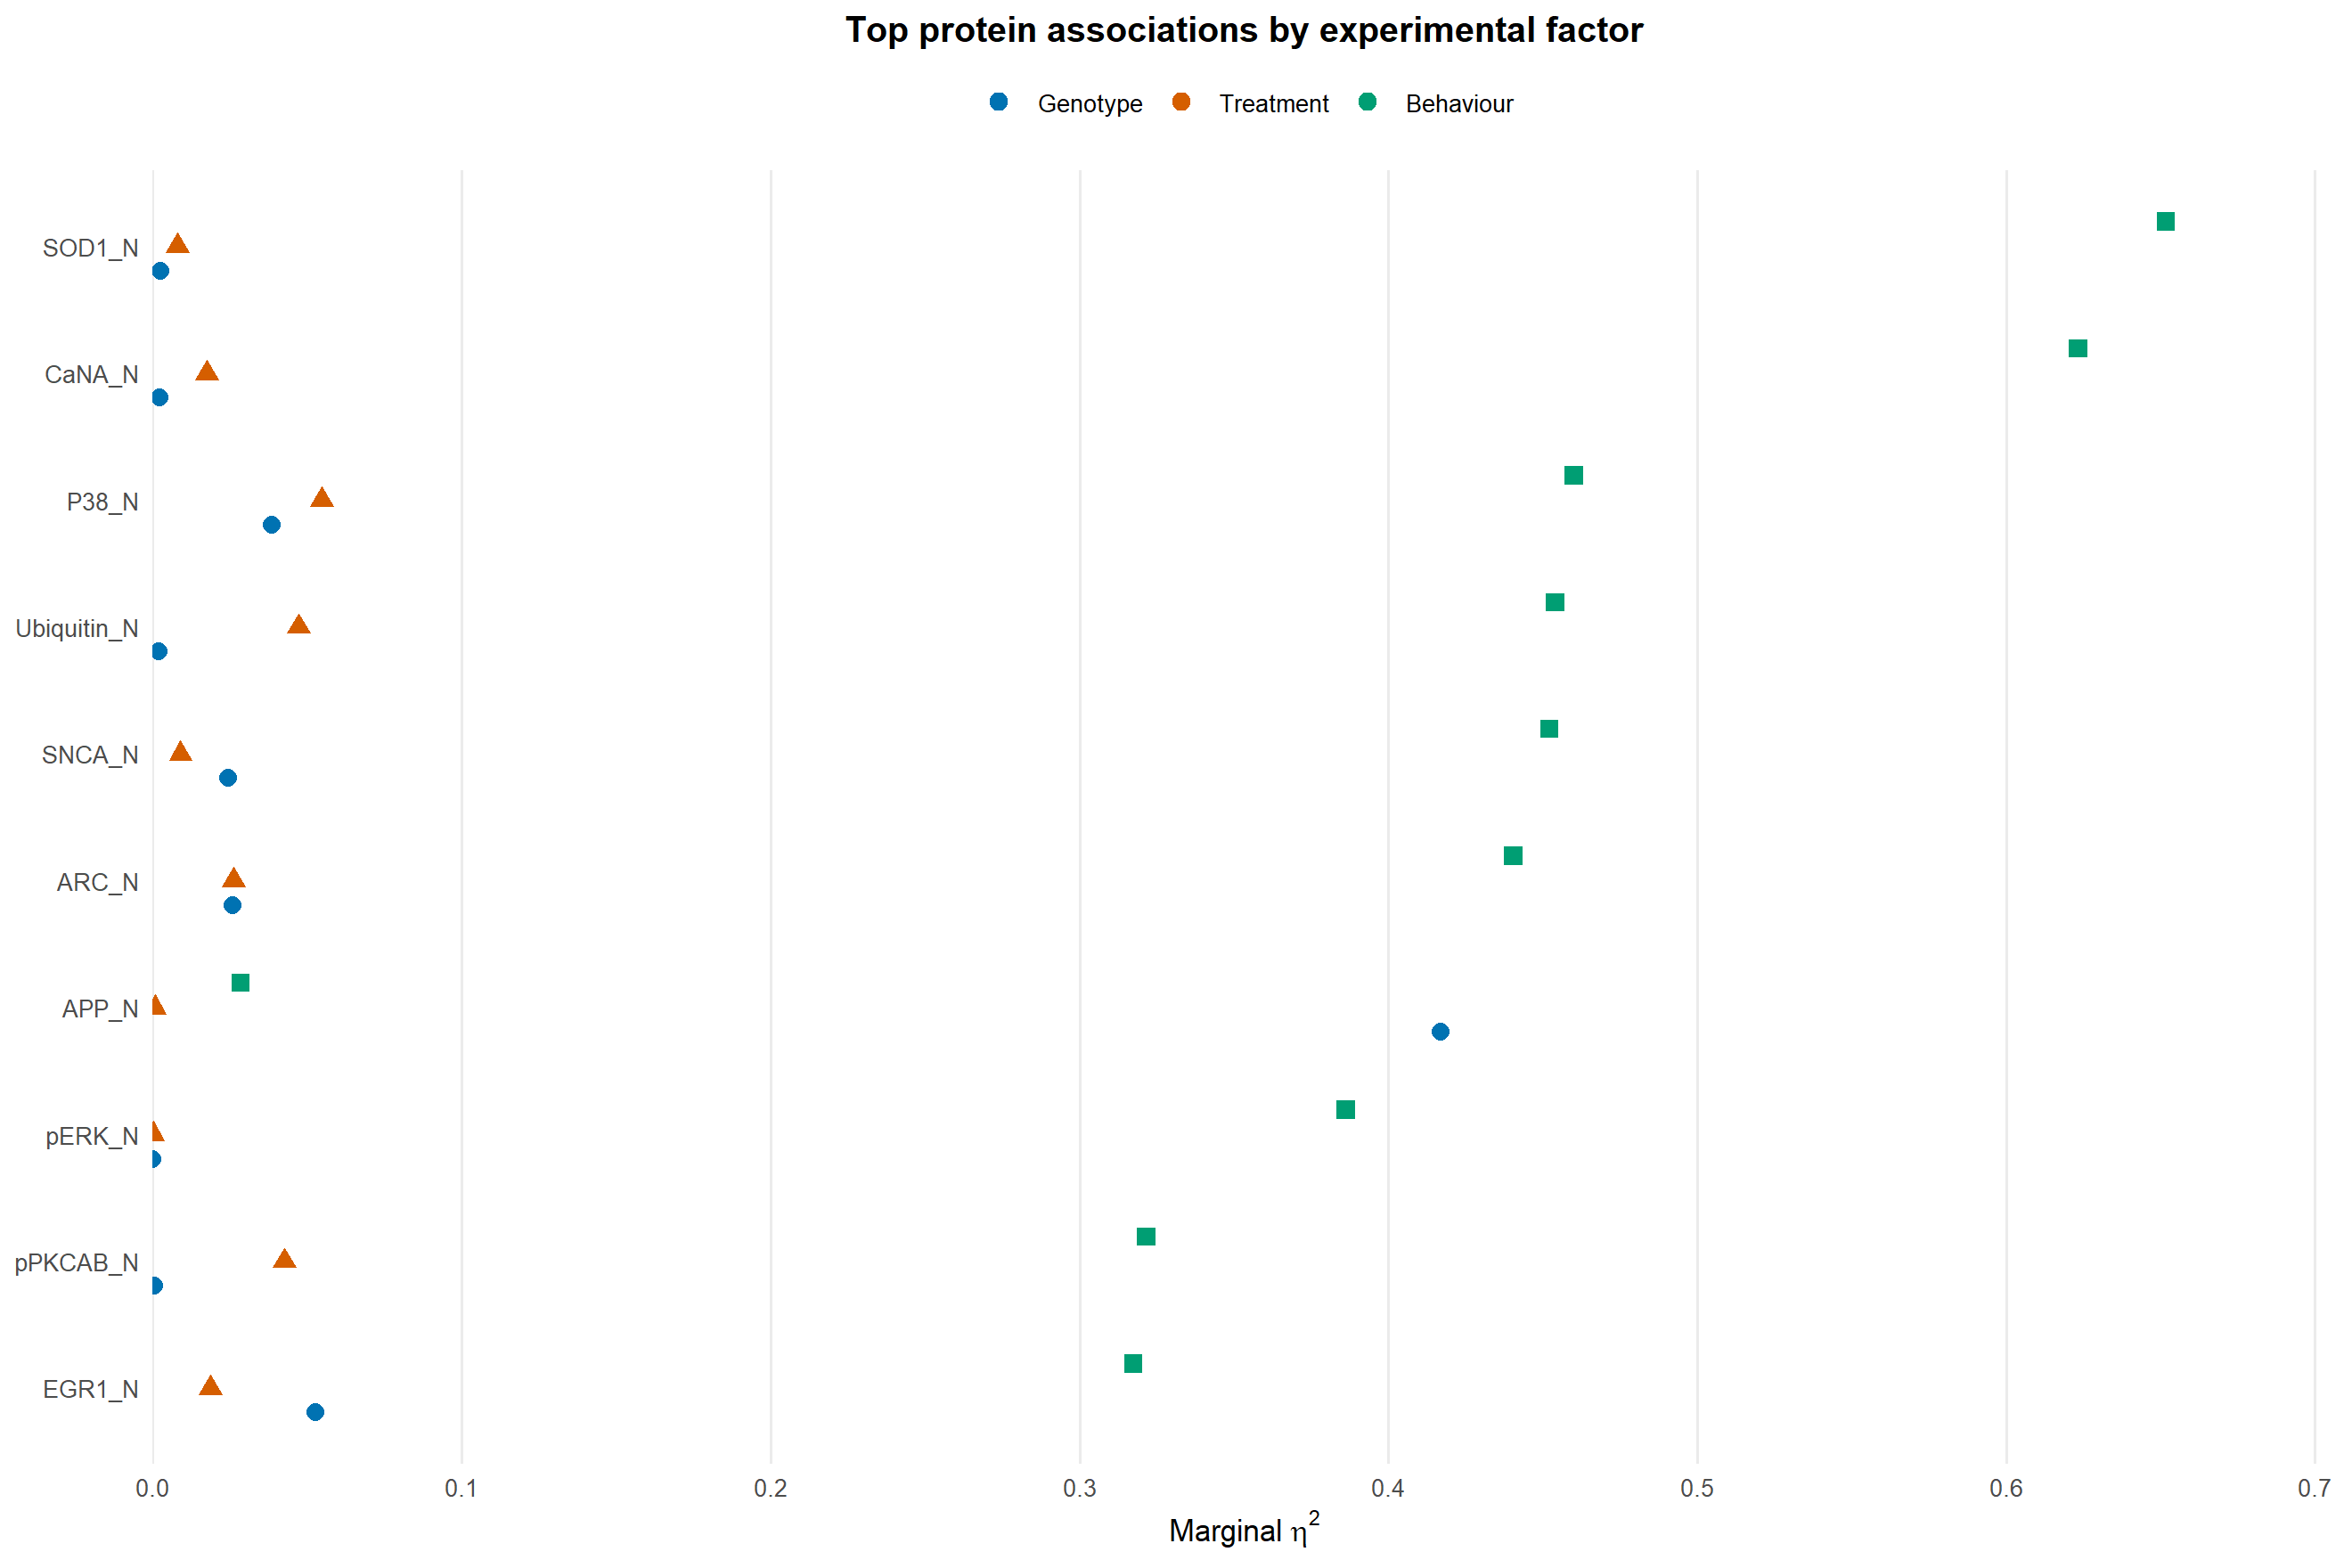 Top protein associations by experimental factor
Genotype Treatment Behaviour
SOD1_N
CaNA_N
P38_N
Ubiquitin_N
SNCA_N
ARC_N
APP_N
pERK_N
pPKCAB_N
EGR1_N
0.0 0.1 0.2 0.3 0.4 0.5 0.6 0.7
Marginal η²